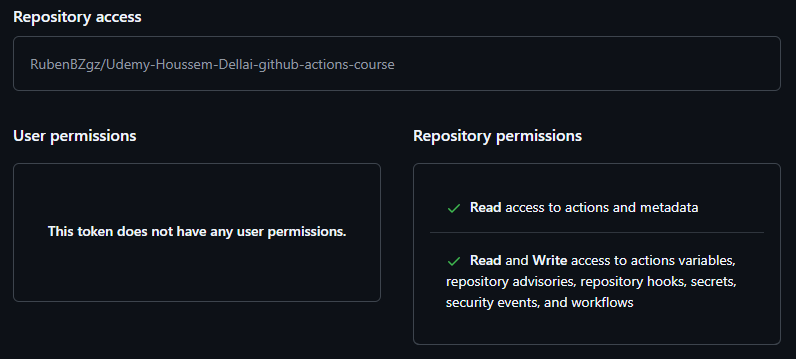 Repository access
RubenBZgz/Udemy-Houssem-Dellai-github-actions-course
User permissions
This token does not have any user permissions.
Repository permissions
Read access to actions and metadata
Read and Write access to actions variables,
repository advisories, repository hooks, secrets,
security events, and workflows